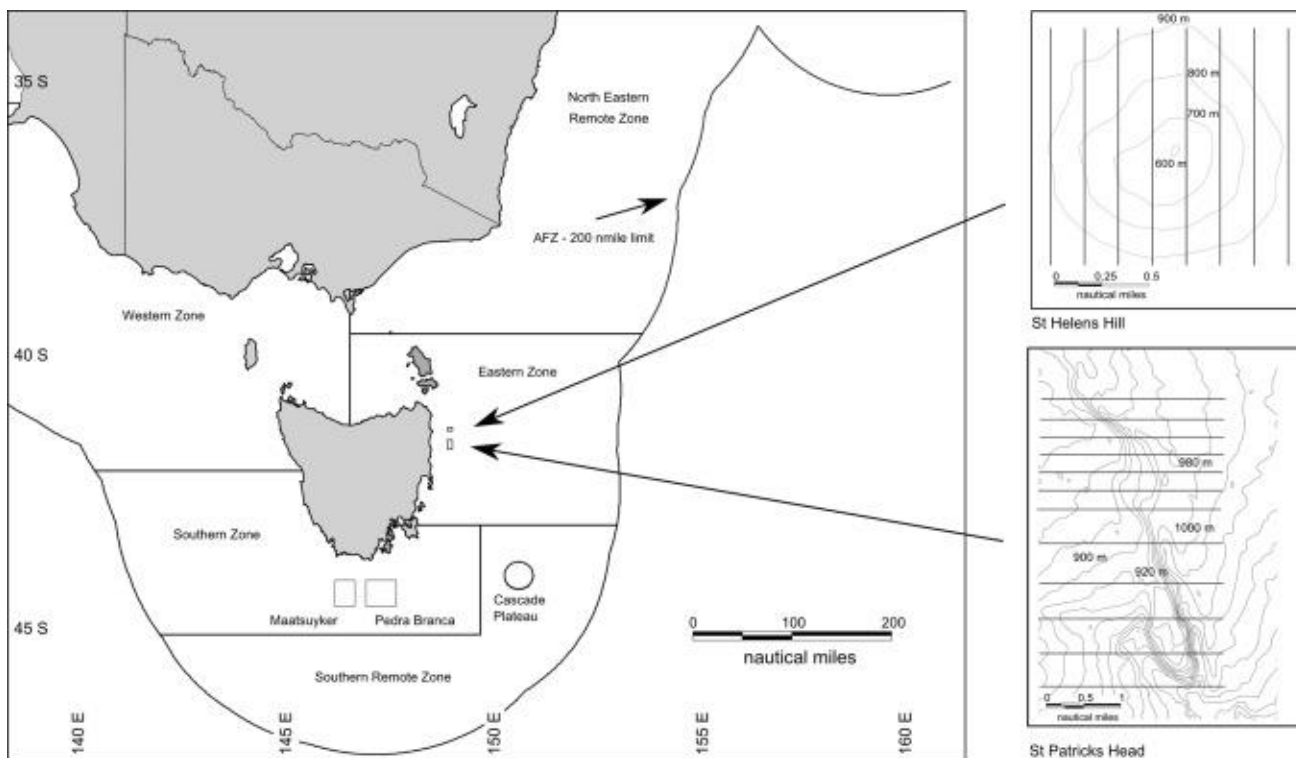 35 S
40 S
45 S
140 E
145 E
150 E
155 E
160 E
North Eastern
Remote Zone
AFZ - 200 nmile limit
Western Zone
Eastern Zone
Southern Zone
Maatsuyker
Pedra Branca
Cascade
Plateau
Southern Remote Zone
0 100 200
nautical miles
900 m
800 m
700 m
600 m
0 0.25 0.5
nautical miles
St Helens Hill
980 m
1000 m
900 m
920 m
0 0.5 1
nautical miles
St Patricks Head